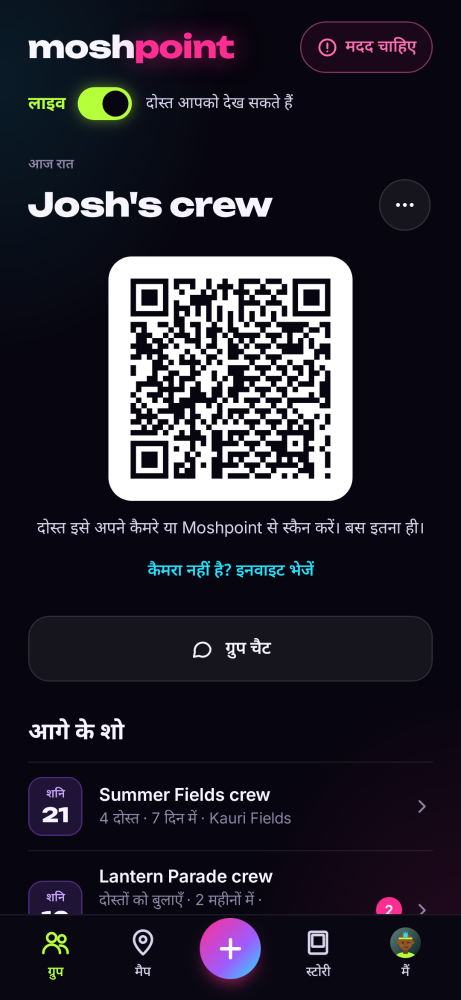 moshpoint
मदद चाहिए
लाइव
दोस्त आपको देख सकते हैं
आज रात
Josh's crew
दोस्त इसे अपने कैमरे या Moshpoint से स्कैन करें। बस इतना ही।
कैमरा नहीं है? इनवाइट भेजें
ग्रुप चैट
आगे के शो
शनि
21
Summer Fields crew
4 दोस्त · 7 दिन में · Kauri Fields
शनि
Lantern Parade crew
दोस्तों को बुलाएँ · 2 महीनों में ·
2
ग्रुप
मैप
स्टोरी
मैं